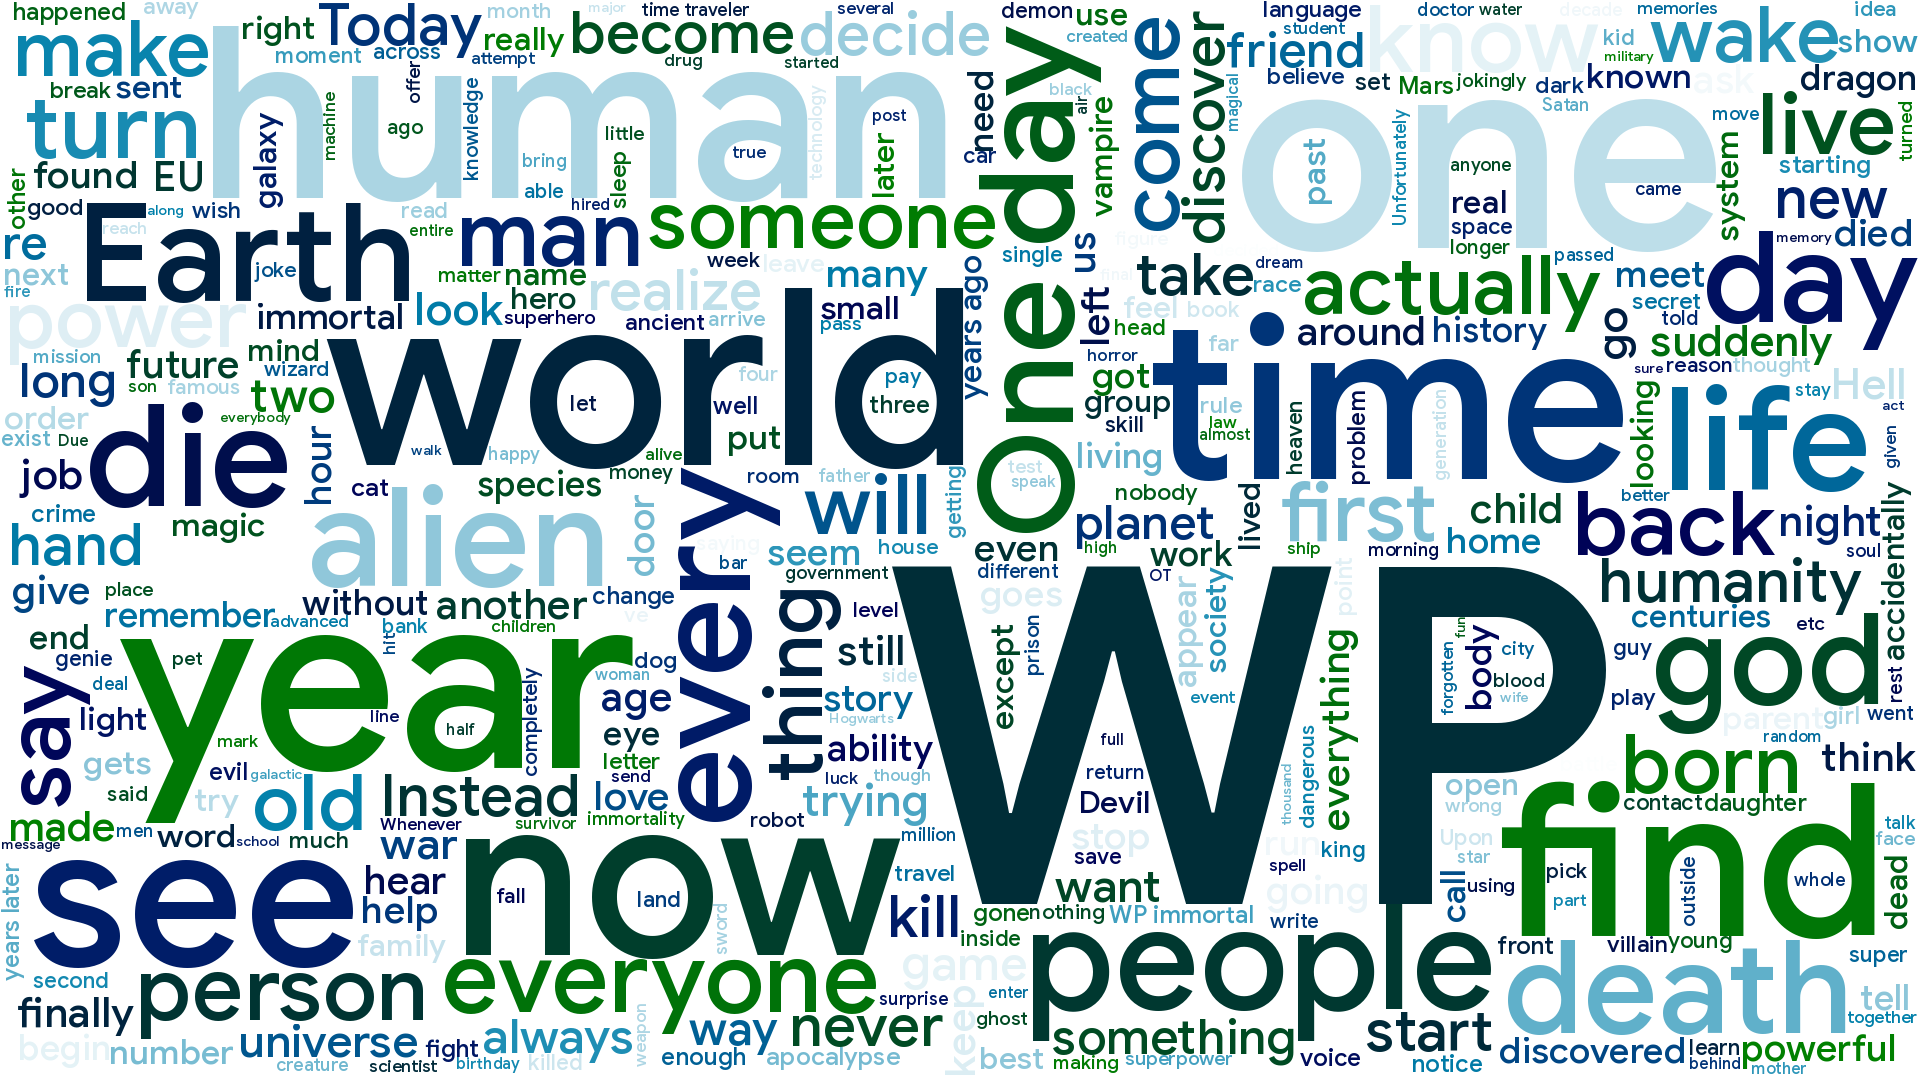 happened
away
month
time traveler
several
demon
use
created
language
student
doctor
water
know
decade
memories
idea
make
right
Today
really
become
major
decide
one day
friend
kid
wake
show
moment
across
attempt
drug
started
come
discover
believe
set
Mars
jokingly
military
dark
known
ask
dragon
break
sent
human
offer
knowledge
need
black
air
magical
one
Satan
move
live
turned
turn
galaxy
machine
ago
little
technology
post
vampire
Unfortunately
system
starting
found
EU
bring
true
later
car
past
anyone
other
good
along
wish
able
hired
sleep
came
real
new
reach
read
entire
Earth
man
someone
single
us
figure
space
longer
memory
died
re
next
fire
joke
matter
name
week
leave
many
final
take
dream
race
actually
passed
meet
day
power
immortal
look
hero
superhero
realize
ancient
arrive
small
pass
years ago
left
feel
book
head
secret
told
around
history
go
suddenly
mission
future
mind
wizard
world
horror
far
time
sure
reason
thought
long
son
famous
two
four
pay
got
stay
Hell
order
everybody
let
well
three
group
rule
law
almost
skill
heaven
problem
generation
looking
life
act
given
exist
Due
die
walk
happy
alive
put
test
speak
living
job
hour
cat
species
money
room
father
getting
nobody
lived
first
better
child
crime
magic
alien
door
every
will
planet
back
night
hand
saying
seem
house
even
high
work
ship
morning
home
soul
accidentally
give
place
bar
government
different
OT
point
humanity
remember
advanced
without
another
change
ve
thing
level
goes
appear
society
centuries
etc
end
bank
hit
children
WP
except
prison
everything
forgotten
fun
body
city
guy
god
rest
genie
pet
year
dog
woman
still
side
blood
deal
say
light
line
completely
age
story
event
wife
play
parent
girl
went
Hogwarts
mark
half
eye
ability
full
dangerous
random
gets
evil
galactic
letter
luck
though
return
thousand
open
born
think
said
try
old
Instead
send
love
trying
Devil
wrong
contact
daughter
made
men
word
school
much
Whenever
survivor
immortality
robot
million
stop
run
king
Upon
find
talk
face
message
war
save
spell
star
see
hear
now
travel
want
going
call
using
pick
whole
dead
years later
help
fall
land
kill
gone
nothing
WP immortal
write
part
outside
family
sword
inside
people
front
villain
young
second
person
everyone
game
death
super
finally
surprise
keep
enter
tell
universe
always
weapon
way
never
ghost
something
start
together
begin
number
fight
enough
apocalypse
best
voice
discovered
learn
powerful
creature
scientist
birthday
killed
making
superpower
notice
behind
mother